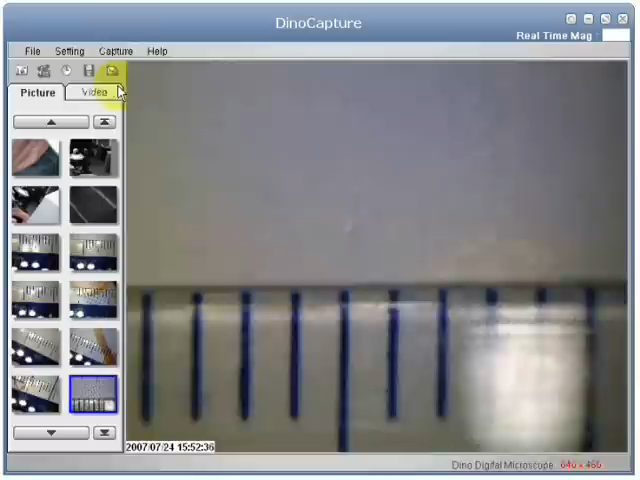 DinoCapture
Real Time Mag :
File Setting Capture Help
Picture Video
2007/07/24 15:52:36
Dino Digital Microscope 640 x 466